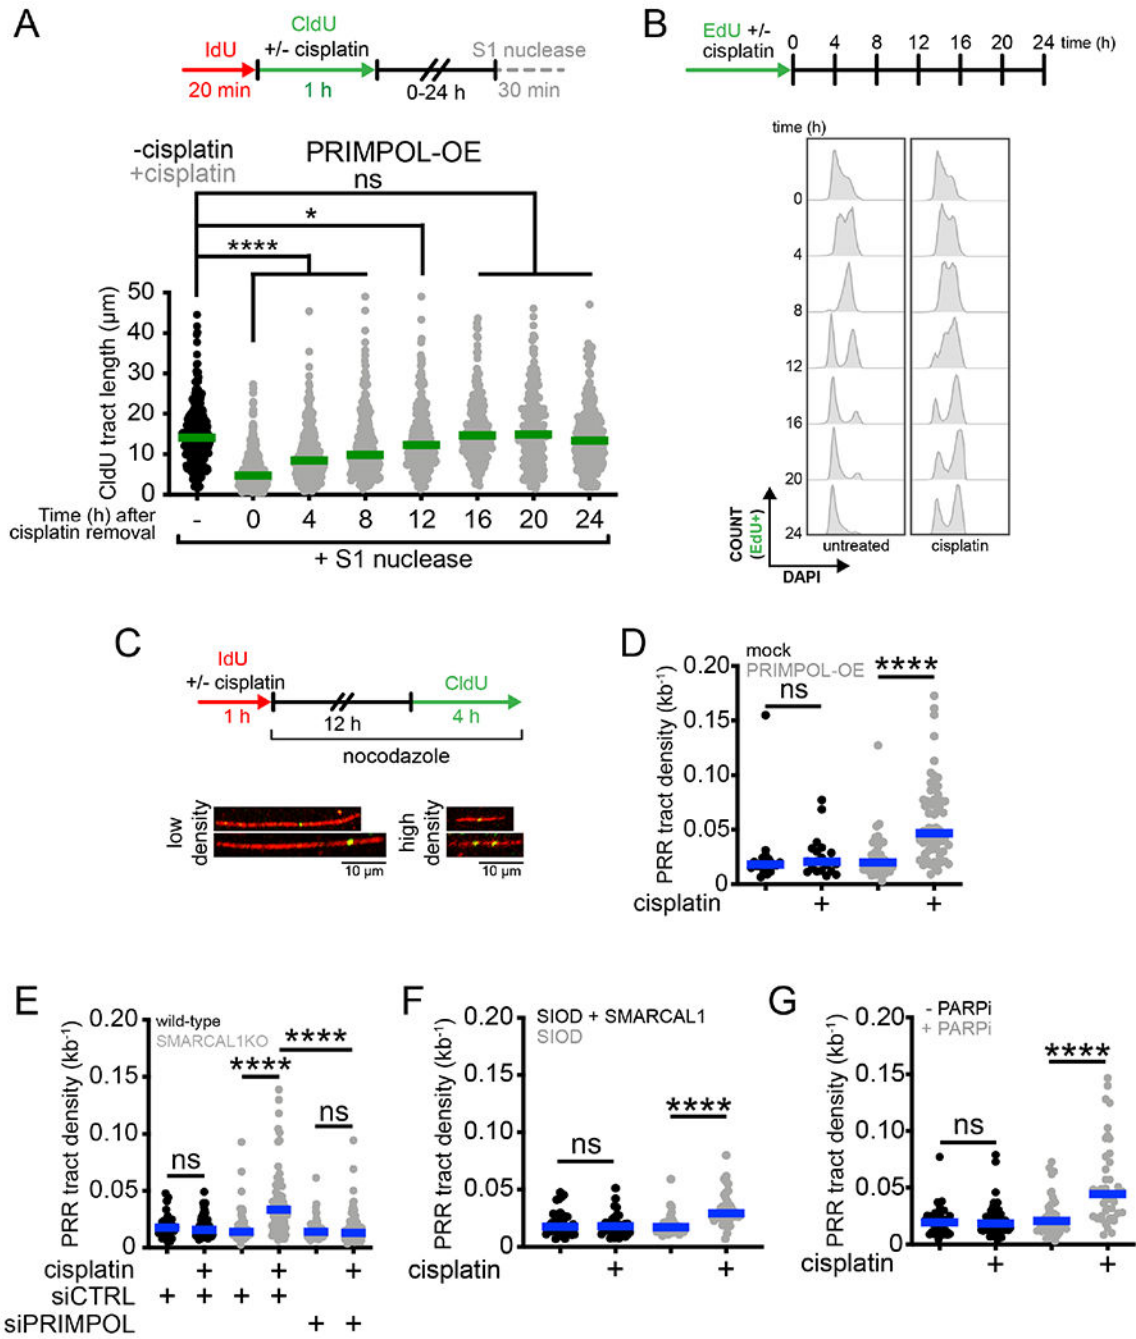 A
IdU
CldU
+/- cisplatin
S1 nuclease
20 min
1 h
0-24 h
30 min
-cisplatin
+cisplatin
PRIMPOL-OE
ns
*
****
CldU tract length (µm)
50
40
30
20
10
0
Time (h) after
cisplatin removal
- 0 4 8 12 16 20 24
+ S1 nuclease
B
EdU +/-
cisplatin
0 4 8 12 16 20 24 time (h)
time (h)
0
4
8
12
16
20
24
untreated
cisplatin
COUNT
(EdU+)
DAPI
C
IdU
+/- cisplatin
CldU
1 h
12 h
4 h
nocodazole
low
density
high
density
10 µm
10 µm
D
mock
PRIMPOL-OE
ns
****
PRR tract density (kb⁻¹)
0.20
0.15
0.10
0.05
0
cisplatin + +
E
wild-type
SMARCAL1KO
ns
****
****
ns
PRR tract density (kb⁻¹)
0.20
0.15
0.10
0.05
0
cisplatin + + +
siCTRL + + + +
siPRIMPOL + +
F
SIOD + SMARCAL1
SIOD
ns
****
PRR tract density (kb⁻¹)
0.20
0.15
0.10
0.05
0
cisplatin + +
G
- PARPi
+ PARPi
ns
****
PRR tract density (kb⁻¹)
0.20
0.15
0.10
0.05
0
cisplatin + +